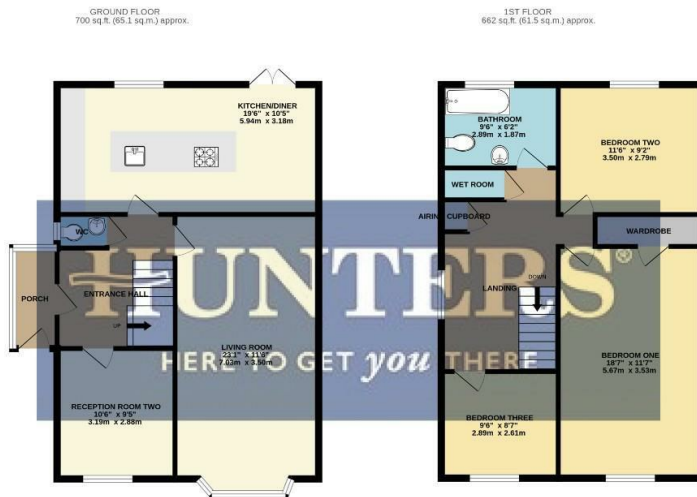 GROUND FLOOR
700 sq.ft. (65.1 sq.m.) approx.
1ST FLOOR
662 sq.ft. (61.5 sq.m.) approx.
KITCHEN/DINER
19'6" x 10'5"
5.94m x 3.18m
WC
PORCH
ENTRANCE HALL
UP
LIVING ROOM
23'1" x 11'6"
7.03m x 3.50m
RECEPTION ROOM TWO
10'6" x 9'5"
3.19m x 2.88m
BATHROOM
9'6" x 6'2"
2.89m x 1.87m
BEDROOM TWO
11'6" x 9'2"
3.50m x 2.79m
WET ROOM
AIRING CUPBOARD
WARDROBE
LANDING
DOWN
BEDROOM ONE
18'7" x 11'7"
5.67m x 3.53m
BEDROOM THREE
9'6" x 8'7"
2.89m x 2.61m
HUNTERS®
HERE TO GET you THERE